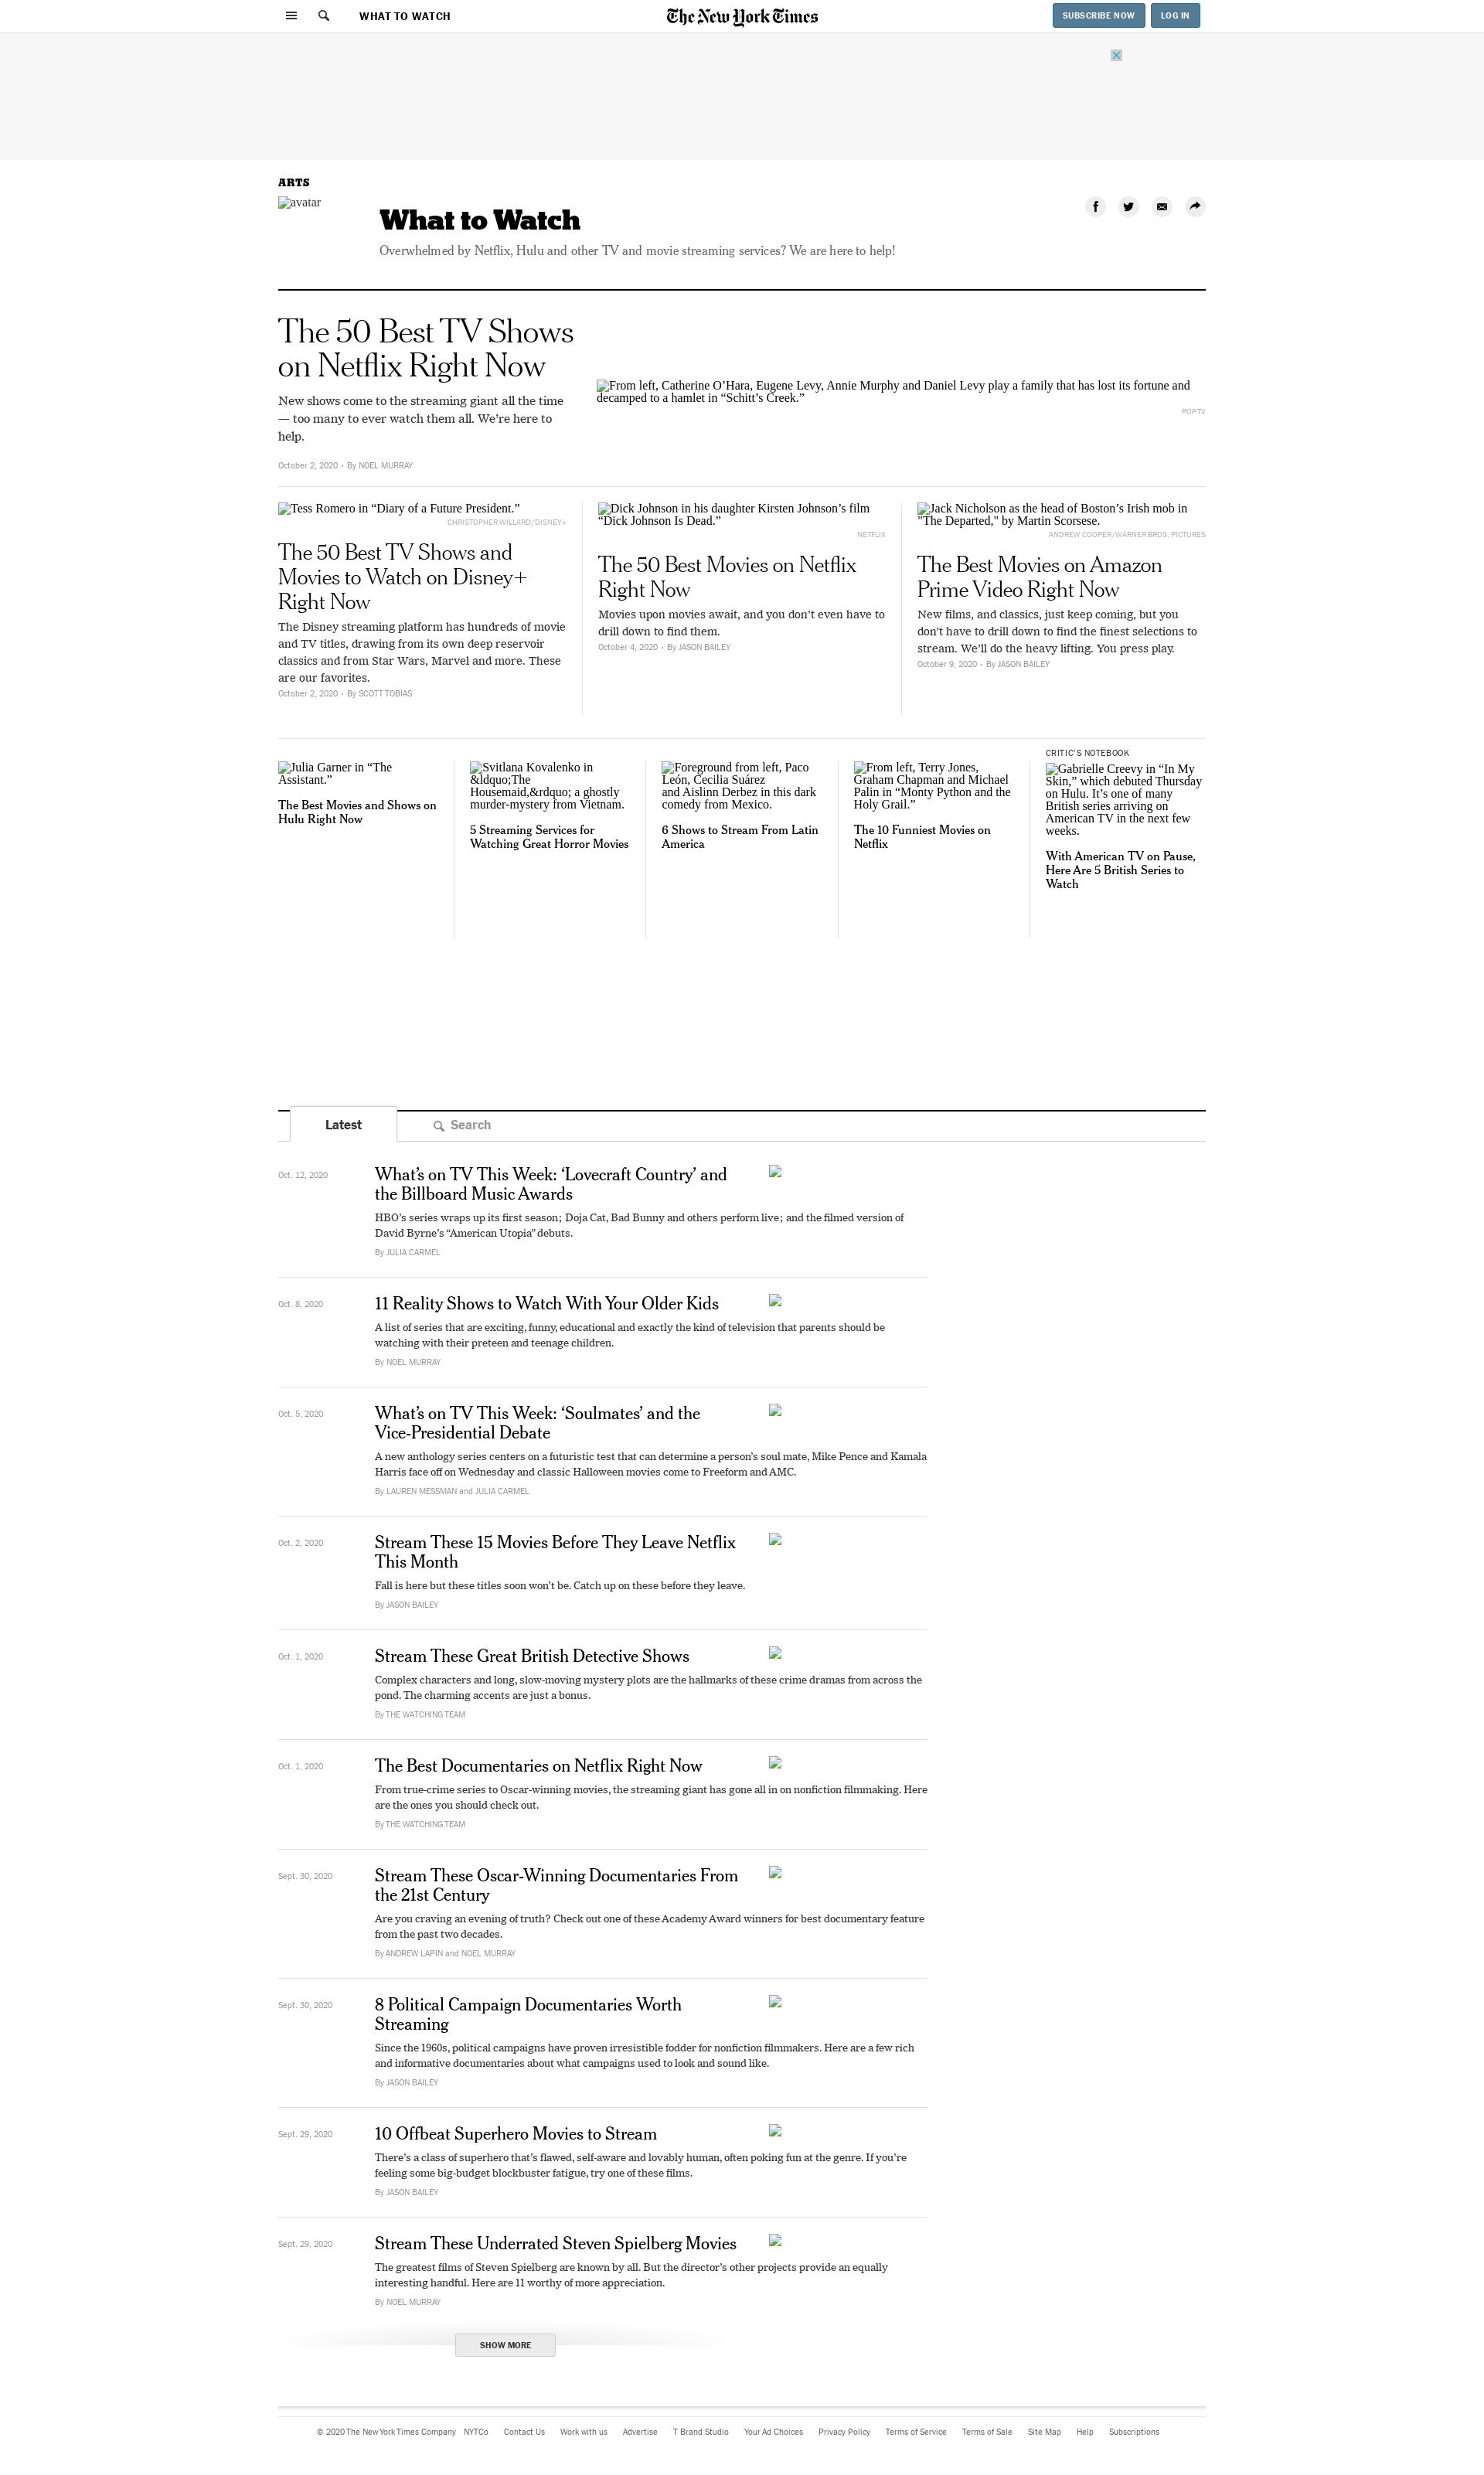 WHAT TO WATCH
The New York Times
SUBSCRIBE NOW
LOG IN
ARTS
avatar
What to Watch
Overwhelmed by Netflix, Hulu and other TV and movie streaming services? We are here to help!
The 50 Best TV Shows
on Netflix Right Now
New shows come to the streaming giant all the time
— too many to ever watch them all. We’re here to
help.
October 2, 2020 • By NOEL MURRAY
From left, Catherine O’Hara, Eugene Levy, Annie Murphy and Daniel Levy play a family that has lost its fortune and
decamped to a hamlet in “Schitt’s Creek.”
POP TV
Tess Romero in “Diary of a Future President.”
CHRISTOPHER WILLARD/DISNEY+
The 50 Best TV Shows and
Movies to Watch on Disney+
Right Now
The Disney streaming platform has hundreds of movie
and TV titles, drawing from its own deep reservoir
classics and from Star Wars, Marvel and more. These
are our favorites.
October 2, 2020 • By SCOTT TOBIAS
Dick Johnson in his daughter Kirsten Johnson’s film
“Dick Johnson Is Dead.”
NETFLIX
The 50 Best Movies on Netflix
Right Now
Movies upon movies await, and you don’t even have to
drill down to find them.
October 4, 2020 • By JASON BAILEY
Jack Nicholson as the head of Boston’s Irish mob in
"The Departed," by Martin Scorsese.
ANDREW COOPER/WARNER BROS. PICTURES
The Best Movies on Amazon
Prime Video Right Now
New films, and classics, just keep coming, but you
don’t have to drill down to find the finest selections to
stream. We’ll do the heavy lifting. You press play.
October 9, 2020 • By JASON BAILEY
Julia Garner in “The
Assistant.”
The Best Movies and Shows on
Hulu Right Now
Svitlana Kovalenko in
&ldquo;The
Housemaid,&rdquo; a ghostly
murder-mystery from Vietnam.
5 Streaming Services for
Watching Great Horror Movies
Foreground from left, Paco
León, Cecilia Suárez
and Aislinn Derbez in this dark
comedy from Mexico.
6 Shows to Stream From Latin
America
From left, Terry Jones,
Graham Chapman and Michael
Palin in “Monty Python and the
Holy Grail.”
The 10 Funniest Movies on
Netflix
CRITIC’S NOTEBOOK
Gabrielle Creevy in “In My
Skin,” which debuted Thursday
on Hulu. It’s one of many
British series arriving on
American TV in the next few
weeks.
With American TV on Pause,
Here Are 5 British Series to
Watch
Latest
Search
Oct. 12, 2020
What’s on TV This Week: ‘Lovecraft Country’ and
the Billboard Music Awards
HBO’s series wraps up its first season; Doja Cat, Bad Bunny and others perform live; and the filmed version of
David Byrne’s “American Utopia” debuts.
By JULIA CARMEL
Oct. 8, 2020
11 Reality Shows to Watch With Your Older Kids
A list of series that are exciting, funny, educational and exactly the kind of television that parents should be
watching with their preteen and teenage children.
By NOEL MURRAY
Oct. 5, 2020
What’s on TV This Week: ‘Soulmates’ and the
Vice-Presidential Debate
A new anthology series centers on a futuristic test that can determine a person’s soul mate, Mike Pence and Kamala
Harris face off on Wednesday and classic Halloween movies come to Freeform and AMC.
By LAUREN MESSMAN and JULIA CARMEL
Oct. 2, 2020
Stream These 15 Movies Before They Leave Netflix
This Month
Fall is here but these titles soon won’t be. Catch up on these before they leave.
By JASON BAILEY
Oct. 1, 2020
Stream These Great British Detective Shows
Complex characters and long, slow-moving mystery plots are the hallmarks of these crime dramas from across the
pond. The charming accents are just a bonus.
By THE WATCHING TEAM
Oct. 1, 2020
The Best Documentaries on Netflix Right Now
From true-crime series to Oscar-winning movies, the streaming giant has gone all in on nonfiction filmmaking. Here
are the ones you should check out.
By THE WATCHING TEAM
Sept. 30, 2020
Stream These Oscar-Winning Documentaries From
the 21st Century
Are you craving an evening of truth? Check out one of these Academy Award winners for best documentary feature
from the past two decades.
By ANDREW LAPIN and NOEL MURRAY
Sept. 30, 2020
8 Political Campaign Documentaries Worth
Streaming
Since the 1960s, political campaigns have proven irresistible fodder for nonfiction filmmakers. Here are a few rich
and informative documentaries about what campaigns used to look and sound like.
By JASON BAILEY
Sept. 29, 2020
10 Offbeat Superhero Movies to Stream
There’s a class of superhero that’s flawed, self-aware and lovably human, often poking fun at the genre. If you’re
feeling some big-budget blockbuster fatigue, try one of these films.
By JASON BAILEY
Sept. 29, 2020
Stream These Underrated Steven Spielberg Movies
The greatest films of Steven Spielberg are known by all. But the director’s other projects provide an equally
interesting handful. Here are 11 worthy of more appreciation.
By NOEL MURRAY
SHOW MORE
© 2020 The New York Times Company NYTCo Contact Us Work with us Advertise T Brand Studio Your Ad Choices Privacy Policy Terms of Service Terms of Sale Site Map Help Subscriptions